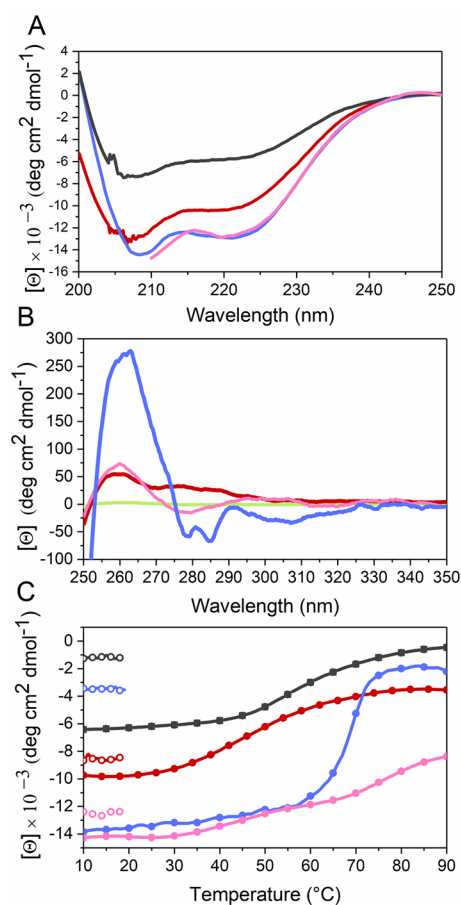 A
[Θ] × 10⁻³ (deg cm² dmol⁻¹)
4
2
0
-2
-4
-6
-8
-10
-12
-14
16
200 210 220 230 240 250
Wavelength (nm)
B
[Θ] (deg cm² dmol⁻¹)
300
250
200
150
100
50
0
-50
-100
250 260 270 280 290 300 310 320 330 340 350
Wavelength (nm)
C
[Θ] × 10⁻³ (deg cm² dmol⁻¹)
0
-2
-4
-6
-8
-10
-12
-14
10 20 30 40 50 60 70 80 90
Temperature (°C)